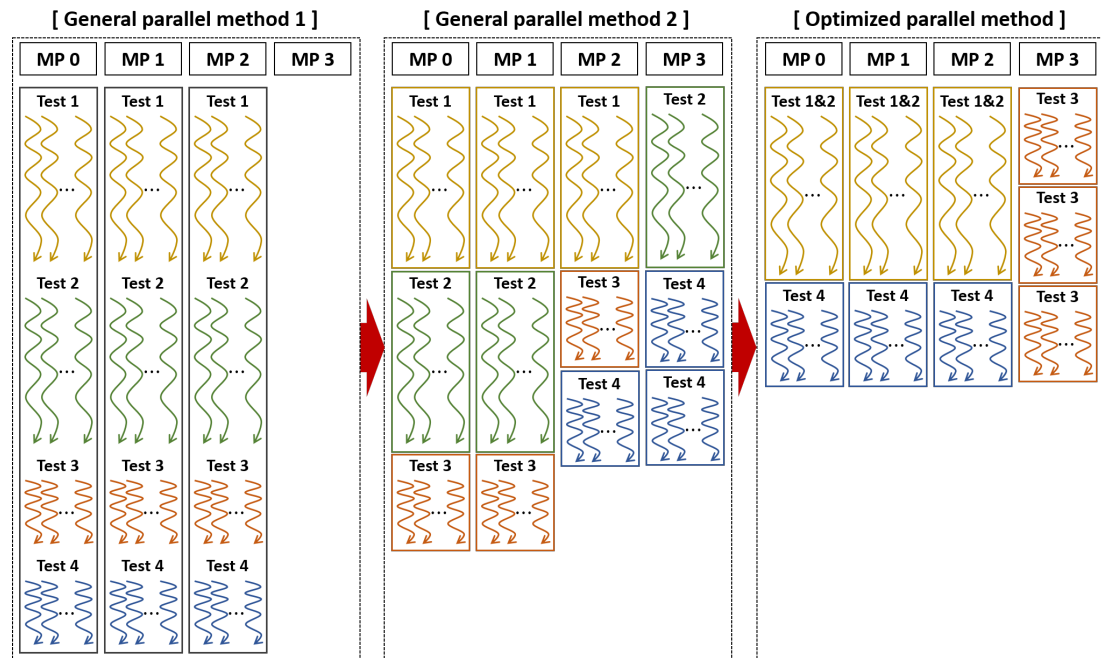 [ General parallel method 1 ]
MP 0 MP 1 MP 2 MP 3
Test 1 Test 1 Test 1
... ... ...
Test 2 Test 2 Test 2
... ... ...
Test 3 Test 3 Test 3
... ... ...
Test 4 Test 4 Test 4
... ... ...
[ General parallel method 2 ]
MP 0 MP 1 MP 2 MP 3
Test 1 Test 1 Test 1 Test 2
... ... ... ...
Test 2 Test 2 Test 3 Test 4
... ... ... ...
Test 4 Test 4
... ...
Test 3 Test 3
... ...
[ Optimized parallel method ]
MP 0 MP 1 MP 2 MP 3
Test 1&2 Test 1&2 Test 1&2 Test 3
... ... ... ...
Test 3
...
Test 4 Test 4 Test 4 Test 3
... ... ... ...